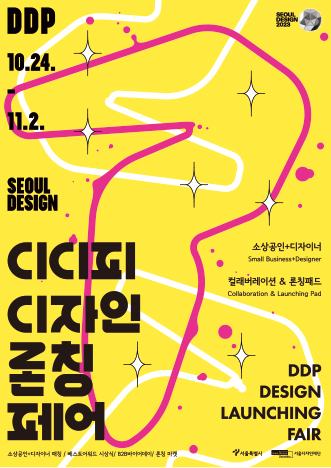 DDP
SEOUL
DESIGN
2023
10.24.
-
11.2.
SEOUL
DESIGN
디디피
디자인
론칭
페어
소상공인+디자이너
Small Business+Designer
컬래버레이션 & 론칭패드
Collaboration & Launching Pad
DDP
DESIGN
LAUNCHING
FAIR
소상공인+디자이너 매칭 / 베스트어워드 시상식 / B2B바이어데이 / 론칭 마켓
서울특별시
서울디자인재단